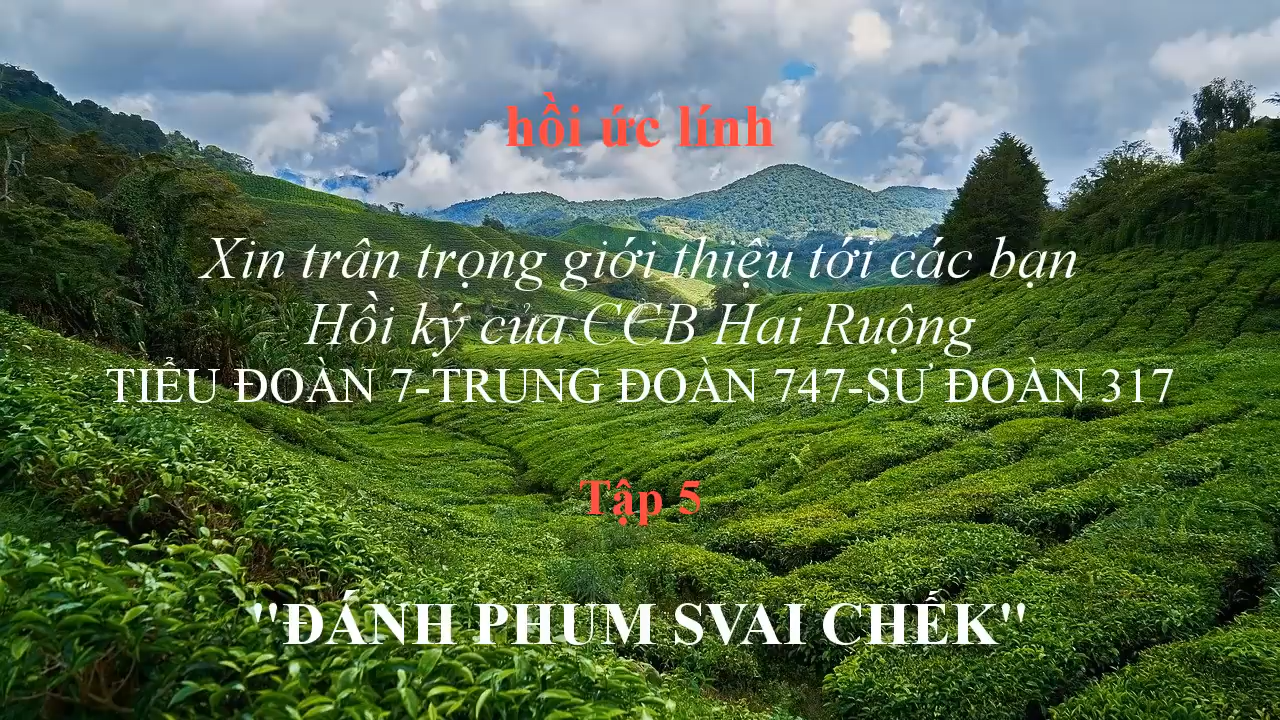 hồi ức lính
Xin trân trọng giới thiệu tới các bạn
Hồi ký của CCB Hai Ruộng
TIỂU ĐOÀN 7-TRUNG ĐOÀN 747-SƯ ĐOÀN 317
Tập 5
"ĐÁNH PHUM SVAI CHẾK"